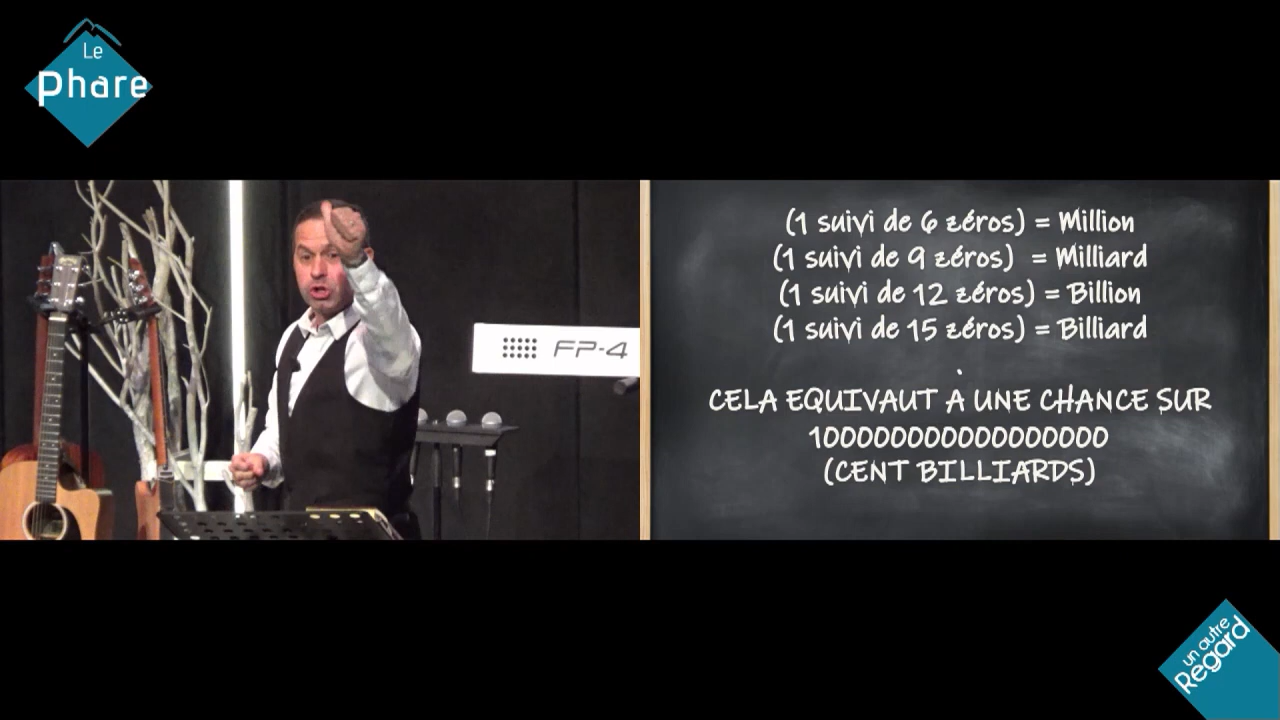 Le
Phare
FP-4
(1 suivi de 6 zéros) = Million
(1 suivi de 9 zéros) = Milliard
(1 suivi de 12 zéros) = Billion
(1 suivi de 15 zéros) = Billiard
.
CELA EQUIVAUT A UNE CHANCE SUR
100000000000000000
(CENT BILLIARDS)
un autre
Regard